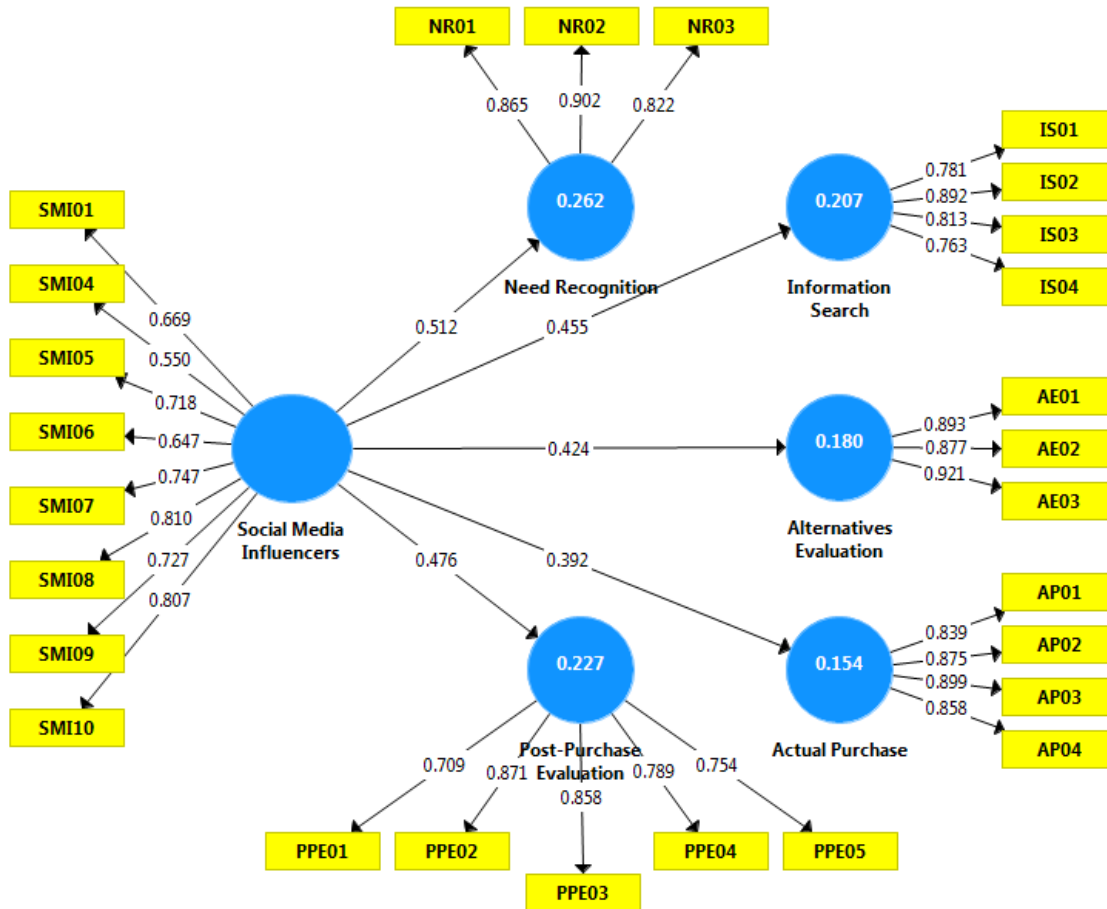 NR01
NR02
NR03
0.865
0.902
0.822
0.262
Need Recognition
IS01
IS02
IS03
IS04
0.781
0.892
0.813
0.763
0.207
Information
Search
SMI01
SMI04
SMI05
SMI06
SMI07
SMI08
SMI09
SMI10
0.669
0.550
0.718
0.647
0.747
0.810
0.727
0.807
Social Media
Influencers
0.512
0.455
0.424
0.392
0.476
AE01
AE02
AE03
0.893
0.877
0.921
0.180
Alternatives
Evaluation
AP01
AP02
AP03
AP04
0.839
0.875
0.899
0.858
0.154
Actual Purchase
0.227
Post-Purchase
Evaluation
0.709
0.871
0.858
0.789
0.754
PPE01
PPE02
PPE03
PPE04
PPE05